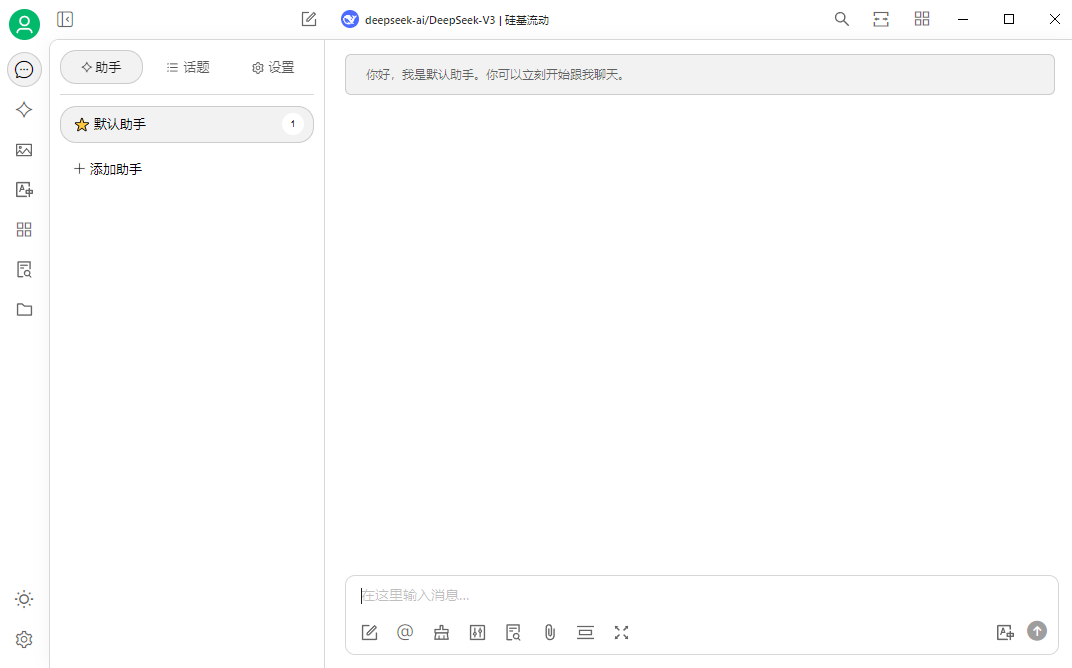 deepseek-ai/DeepSeek-V3 | 硅基流动
助手
话题
设置
你好，我是默认助手。你可以立刻开始跟我聊天。
默认助手
1
添加助手
在这里输入消息...